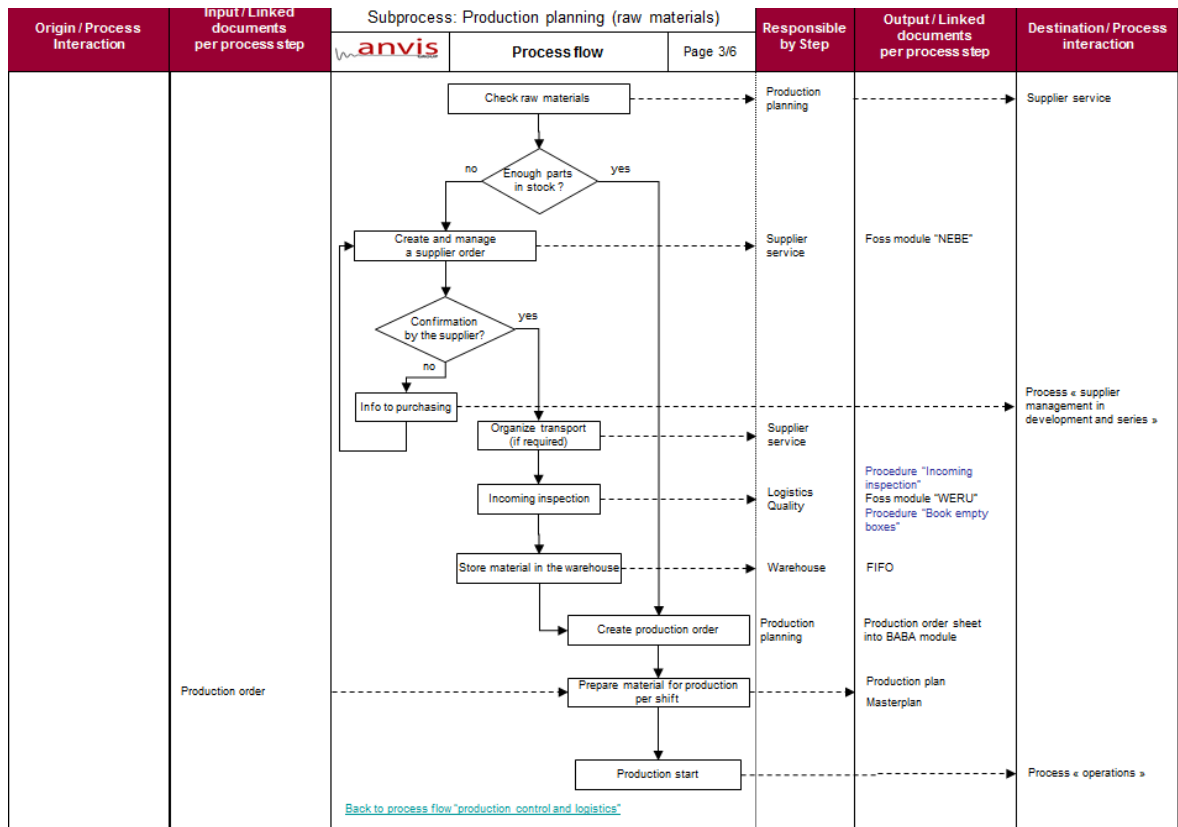 Origin / Process
Interaction
Input / Linked
documents
per process step
Subprocess: Production planning (raw materials)
anvis
GROUP
Process flow
Page 3/6
Responsible
by Step
Output / Linked
documents
per process step
Destination / Process
interaction
Check raw materials
Production
planning
Supplier service
no
Enough parts
in stock ?
yes
Create and manage
a supplier order
Supplier
service
Foss module "NEBE"
Confirmation
by the supplier?
yes
no
Info to purchasing
Process « supplier
management in
development and series »
Organize transport
(if required)
Supplier
service
Incoming inspection
Logistics
Quality
Procedure "Incoming
inspection"
Foss module "WERU"
Procedure "Book empty
boxes"
Store material in the warehouse
Warehouse
FIFO
Create production order
Production
planning
Production order sheet
into BABA module
Production order
Prepare material for production
per shift
Production plan
Masterplan
Production start
Process « operations »
Back to process flow "production control and logistics"